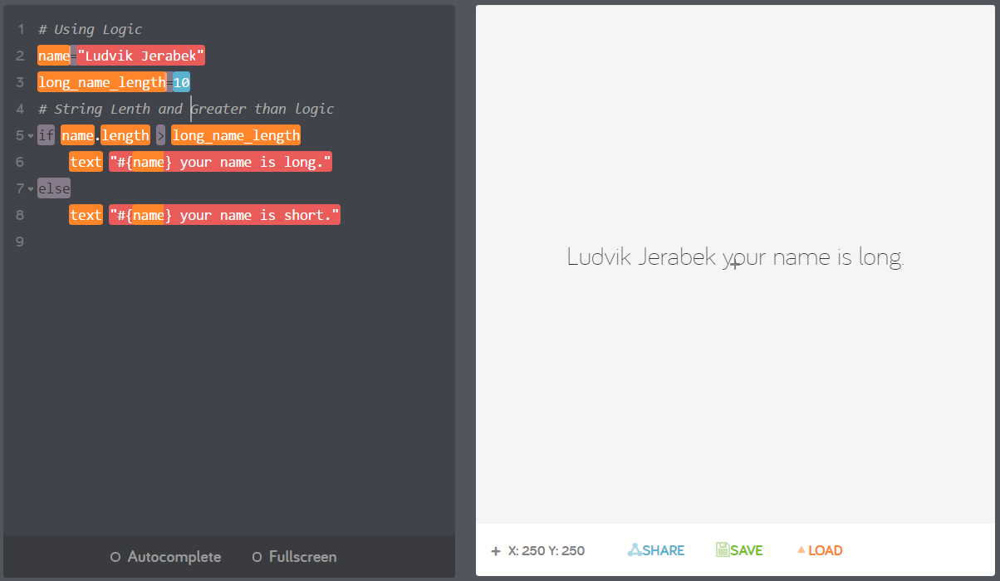 1 # Using Logic
2 name="Ludvik Jerabek"
3 long_name_length=10
4 # String Lenth and Greater than logic
5 if name.length > long_name_length
6 text "#{name} your name is long."
7 else
8 text "#{name} your name is short."
9
Ludvik Jerabek your name is long.
Autocomplete Fullscreen
+ X: 250 Y: 250 SHARE SAVE LOAD